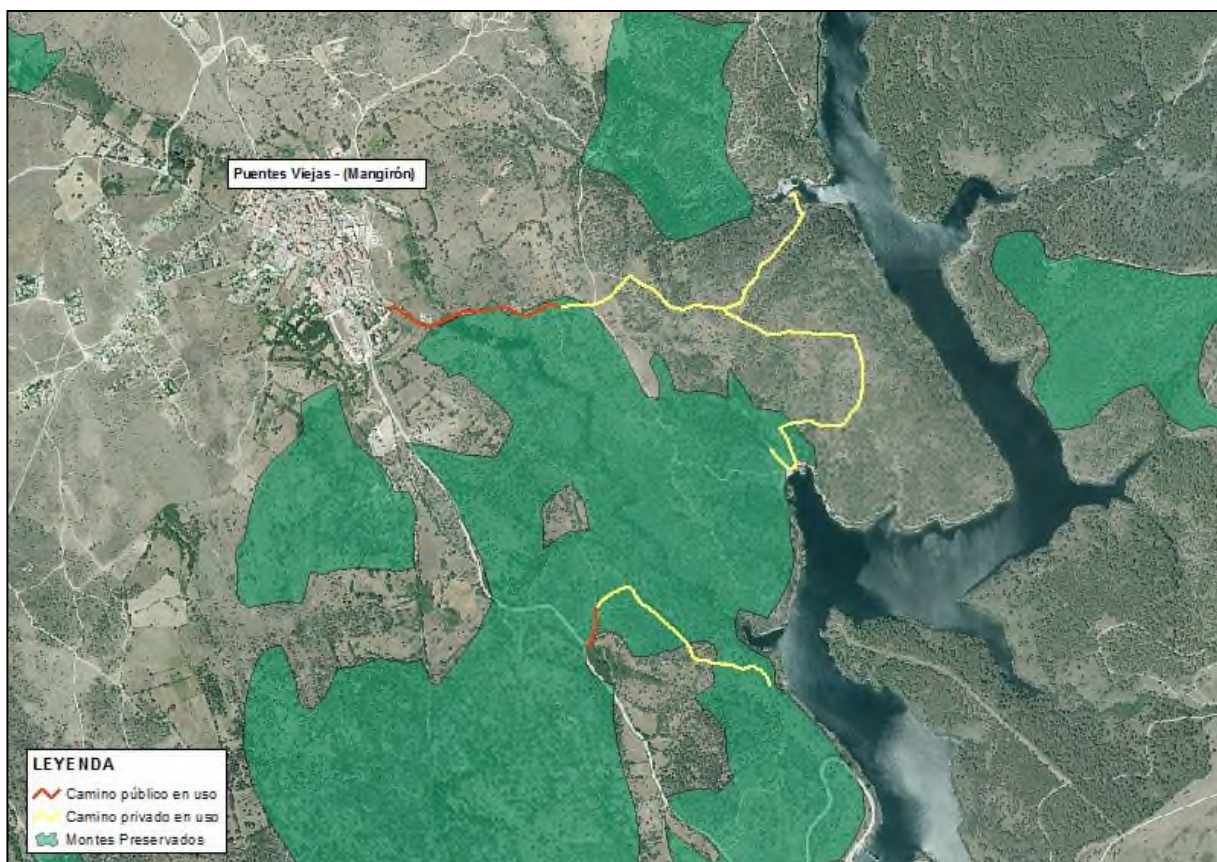 Puentes Viejas - (Mangirón)
LEYENDA
Camino público en uso
Camino privado en uso
Montes Preservados